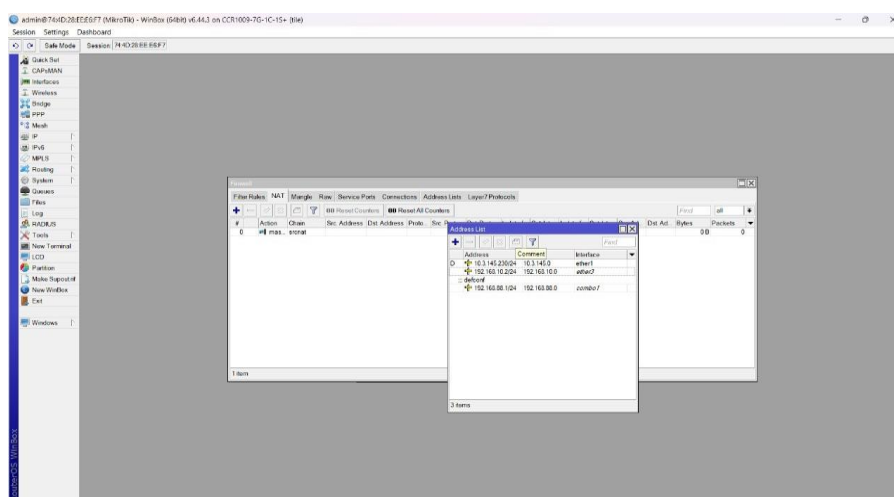 admin@74:4D:28:EE:E6:F7 (MikroTik) - WinBox (64bit) v6.44.3 on CCR1009-7G-1C-1S+ (tile)
Session Settings Dashboard
Safe Mode Session: 74:4D:28:EE:E6:F7
Quick Set
CAPsMAN
Interfaces
Wireless
Bridge
PPP
Mesh
IP
IPv6
MPLS
Routing
System
Queues
Files
Log
RADIUS
Tools
New Terminal
LCD
Partition
Make Supout.rif
New WinBox
Exit
Windows
RouterOS WinBox
Firewall
Filter Rules NAT Mangle Raw Service Ports Connections Address Lists Layer7 Protocols
00 Reset Counters 00 Reset All Counters Find all
# Action Chain Src. Address Dst. Address Proto... Src. Port Dst. Ad... Bytes Packets
0 mas... srcnat 0 B 0
1 item
Address List
Find
Address Comment Interface
D 10.3.145.230/24 10.3.145.0 ether1
192.168.10.2/24 192.168.10.0
::: defconf
192.168.88.1/24 192.168.88.0 combo1
3 items